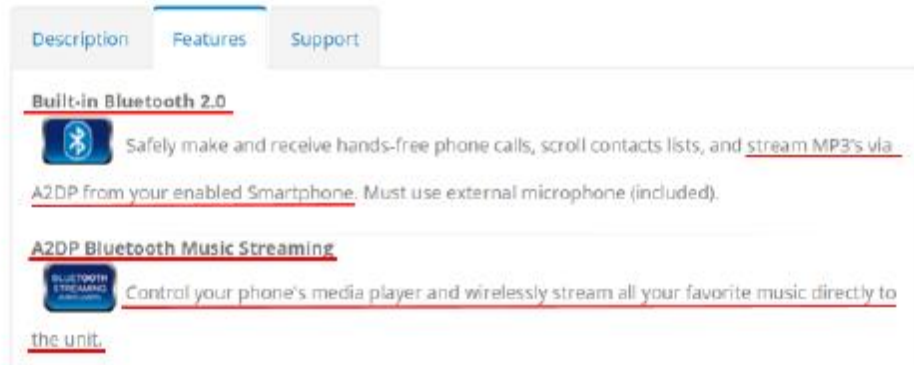 Description Features Support
Built-in Bluetooth 2.0
Safely make and receive hands-free phone calls, scroll contacts lists, and stream MP3's via
A2DP from your enabled Smartphone. Must use external microphone (included).
A2DP Bluetooth Music Streaming
BLUETOOTH
STREAMING
Control your phone's media player and wirelessly stream all your favorite music directly to
the unit.